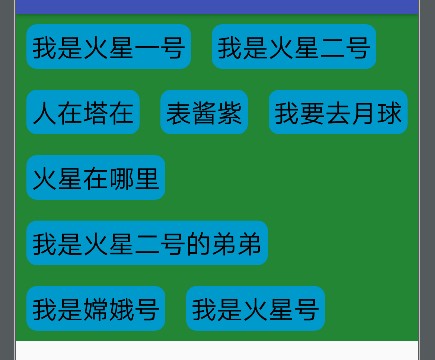 我是火星一号 我是火星二号
人在塔在 表酱紫 我要去月球
火星在哪里
我是火星二号的弟弟
我是嫦娥号 我是火星号